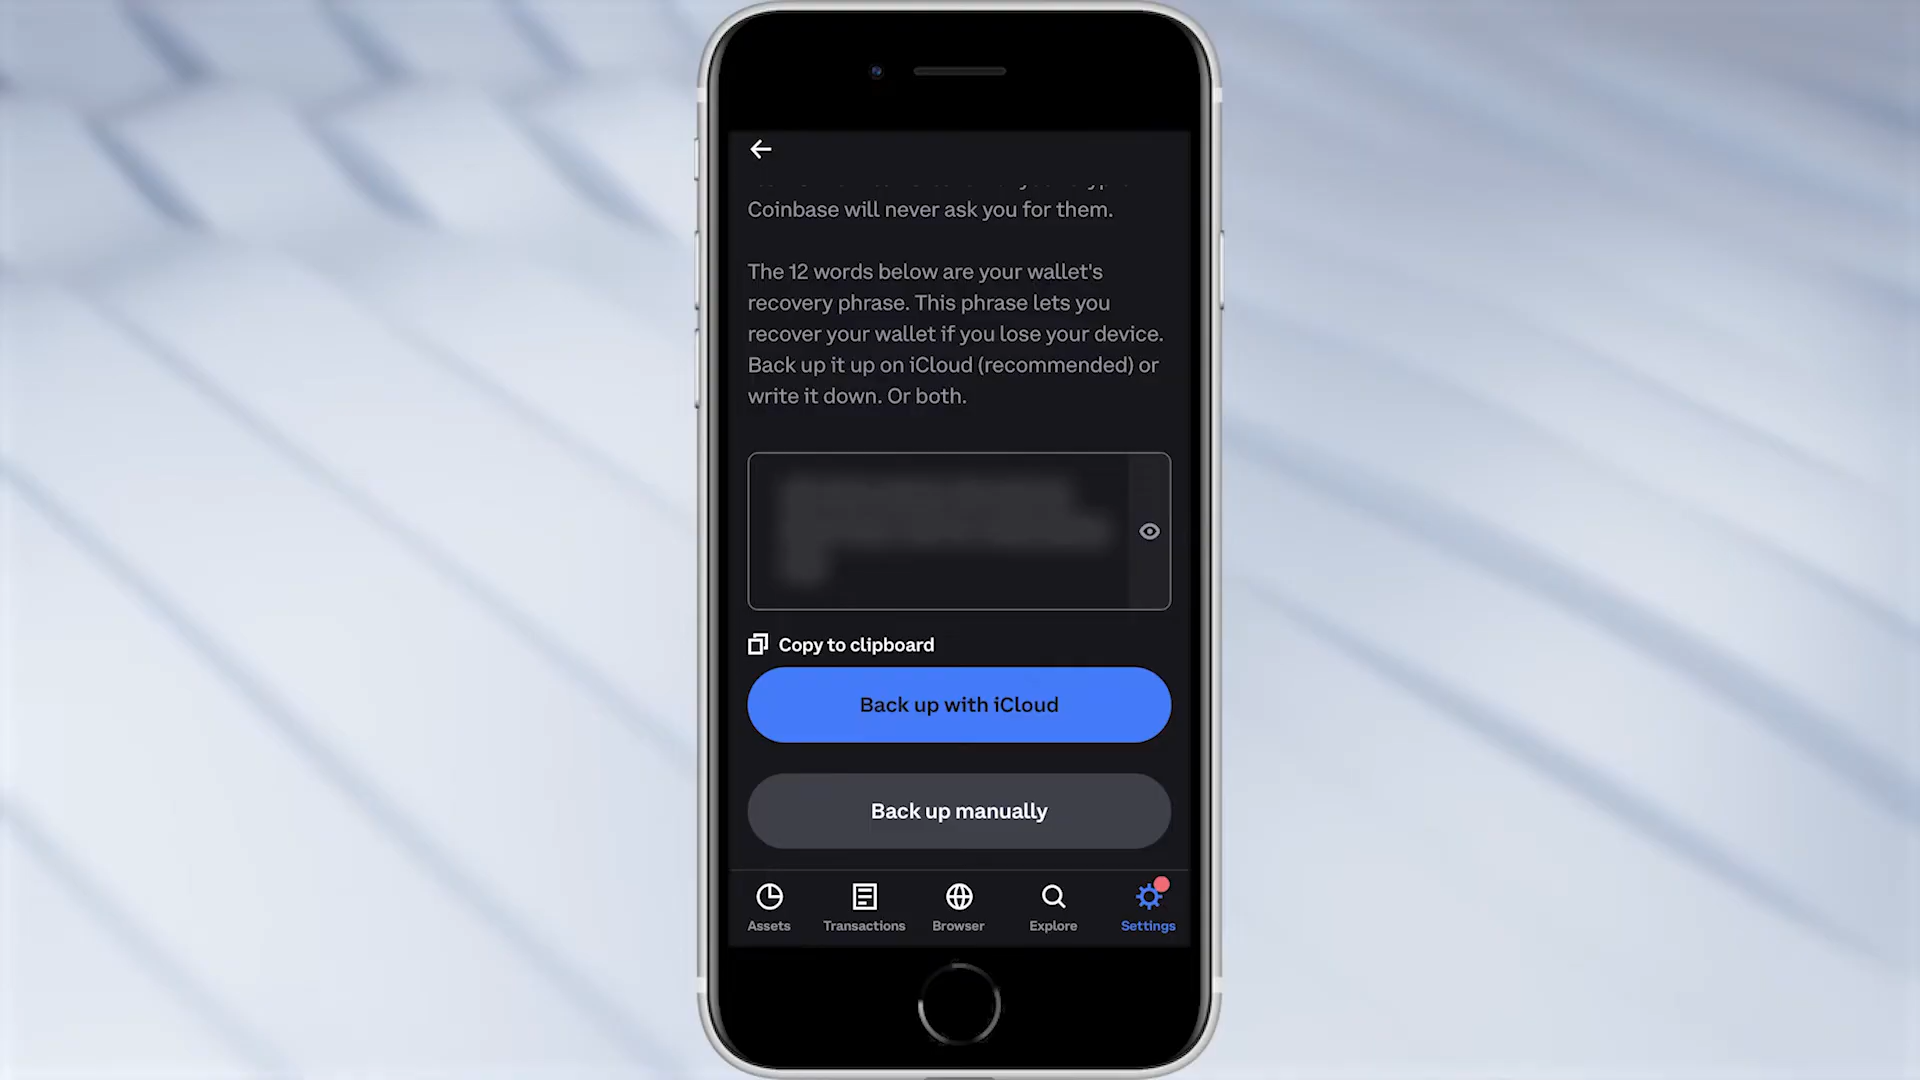 Coinbase will never ask you for them.
The 12 words below are your wallet's
recovery phrase. This phrase lets you
recover your wallet if you lose your device.
Back up it up on iCloud (recommended) or
write it down. Or both.
Copy to clipboard
Back up with iCloud
Back up manually
Assets
Transactions
Browser
Explore
Settings